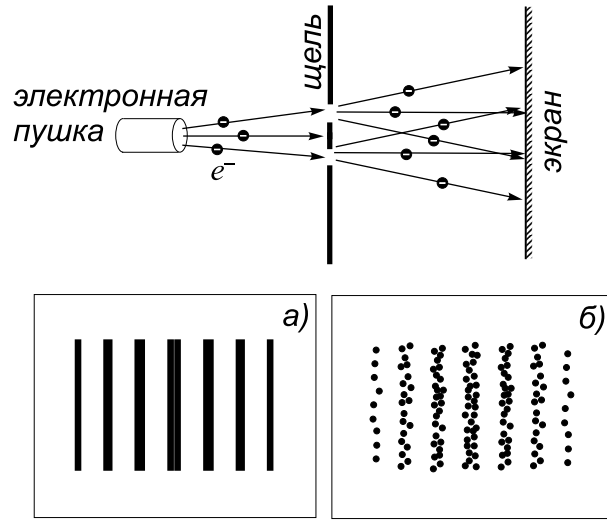 щель
электронная
пушка
e⁻
экран
а)
б)